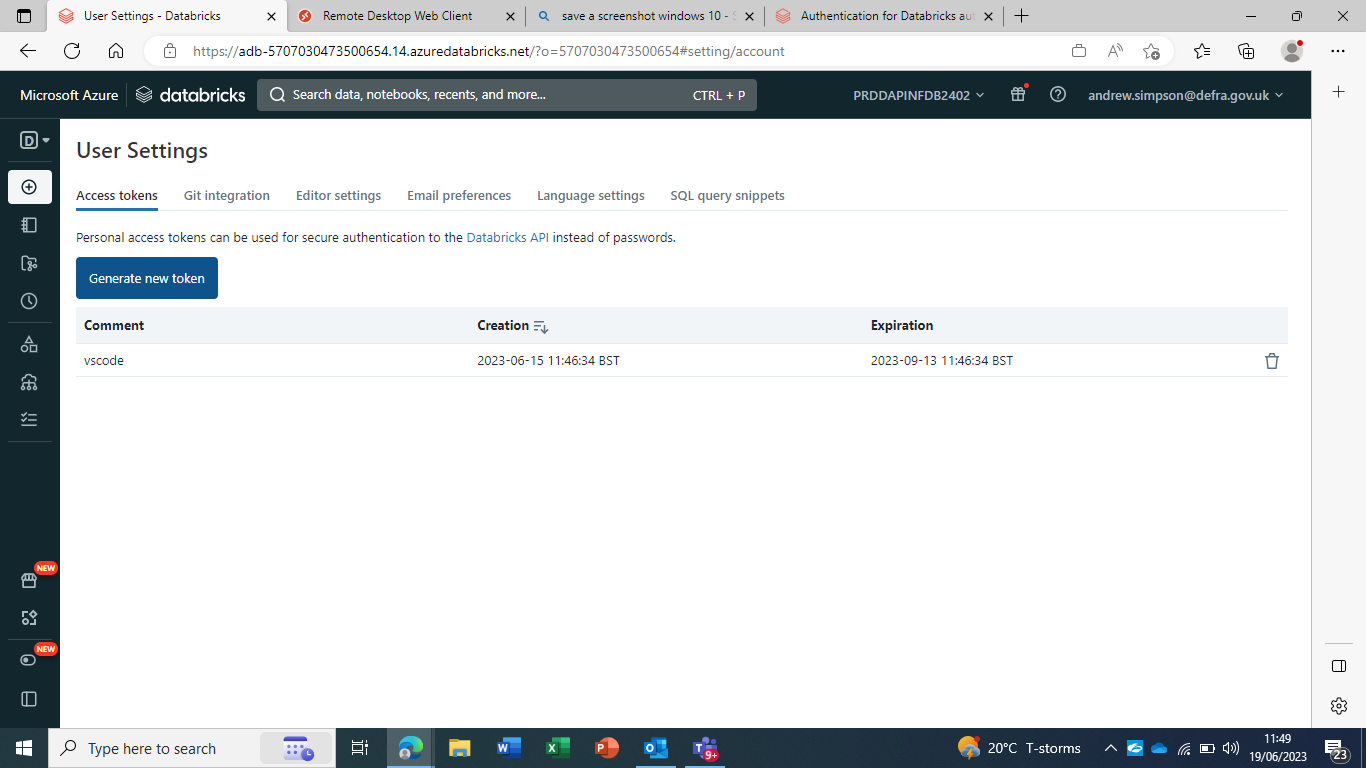 User Settings - Databricks
Remote Desktop Web Client
save a screenshot windows 10 -
Authentication for Databricks aut
https://adb-5707030473500654.14.azuredatabricks.net/?o=5707030473500654#setting/account
Microsoft Azure databricks Search data, notebooks, recents, and more... CTRL + P PRDDAPINFDB2402 andrew.simpson@defra.gov.uk
D
User Settings
Access tokens Git integration Editor settings Email preferences Language settings SQL query snippets
Personal access tokens can be used for secure authentication to the Databricks API instead of passwords.
Generate new token
Comment Creation Expiration
vscode 2023-06-15 11:46:34 BST 2023-09-13 11:46:34 BST
NEW
NEW
Type here to search 20°C T-storms 11:49
19/06/2023
9+
23